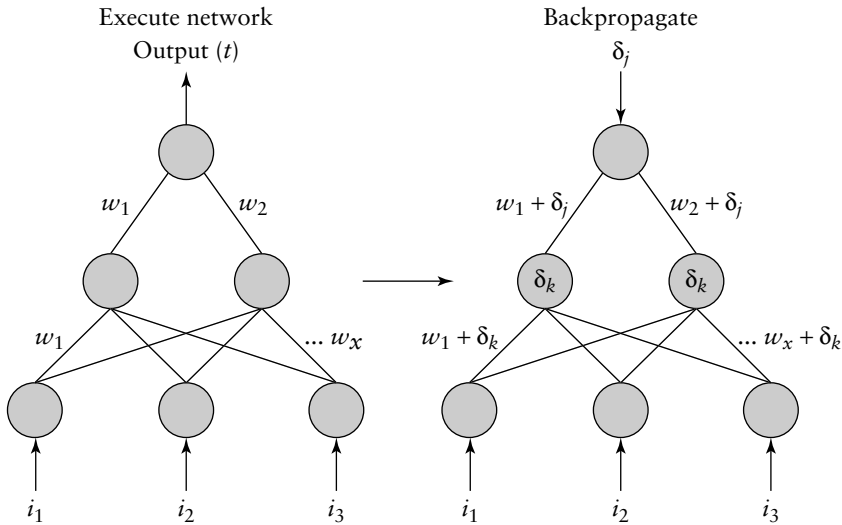 Execute network
Output (t)
w₁
w₂
w₁
... wₓ
i₁
i₂
i₃
Backpropagate
δⱼ
w₁ + δⱼ
w₂ + δⱼ
δₖ
δₖ
w₁ + δₖ
... wₓ + δₖ
i₁
i₂
i₃